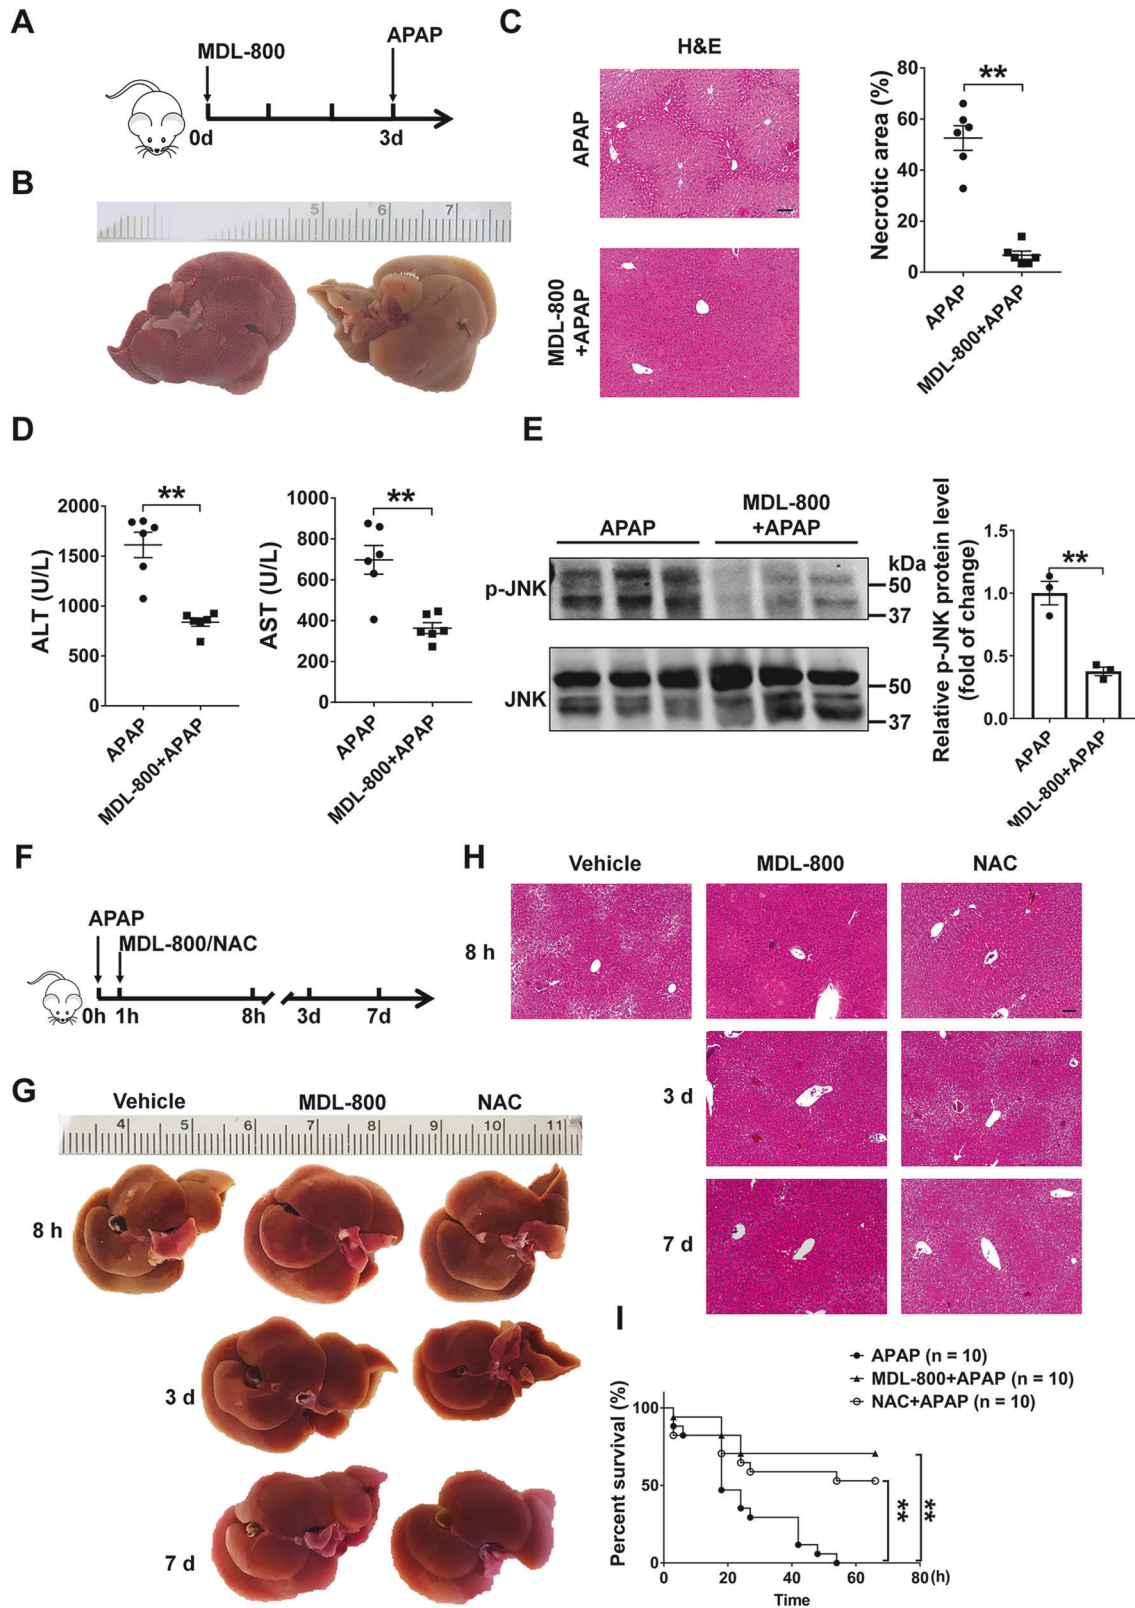 A
MDL-800
APAP
0d
3d
B
5
6
7
C
H&E
APAP
MDL-800
+APAP
Necrotic area (%)
80
60
40
20
0
**
APAP
MDL-800+APAP
D
ALT (U/L)
2000
1500
1000
500
0
**
APAP
MDL-800+APAP
AST (U/L)
1000
800
600
400
200
0
**
APAP
MDL-800+APAP
E
APAP
MDL-800
+APAP
kDa
p-JNK
50
37
JNK
50
37
Relative p-JNK protein level
(fold of change)
1.5
1.0
0.5
0.0
**
APAP
MDL-800+APAP
F
APAP
MDL-800/NAC
0h
1h
8h
3d
7d
G
Vehicle
MDL-800
NAC
4
5
6
7
8
9
10
11
8 h
3 d
7 d
H
Vehicle
MDL-800
NAC
8 h
3 d
7 d
I
APAP (n = 10)
MDL-800+APAP (n = 10)
NAC+APAP (n = 10)
Percent survival (%)
100
50
0
0
20
40
60
80
(h)
Time
**
**